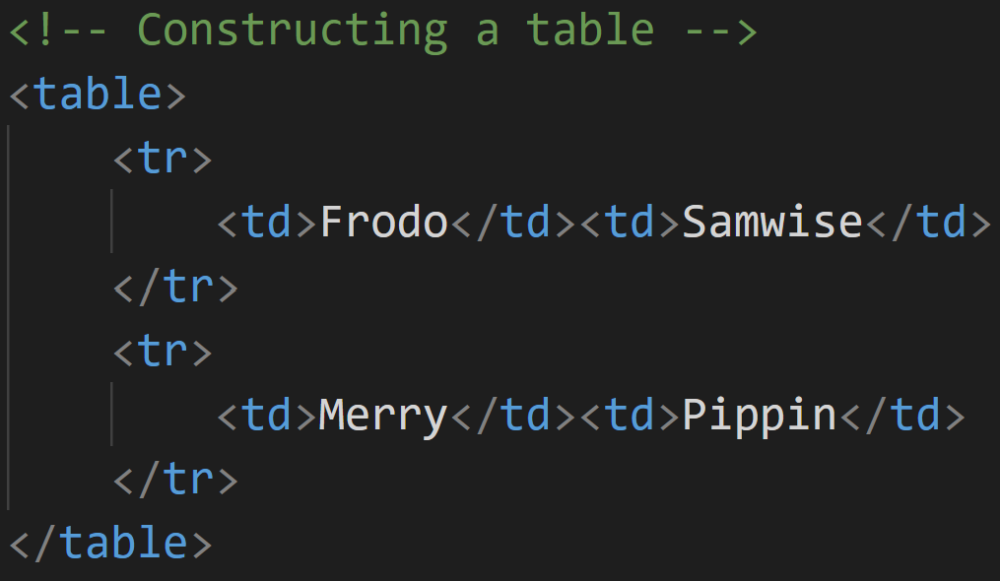 <!-- Constructing a table -->
<table>
    <tr>
        <td>Frodo</td><td>Samwise</td>
    </tr>
    <tr>
        <td>Merry</td><td>Pippin</td>
    </tr>
</table>